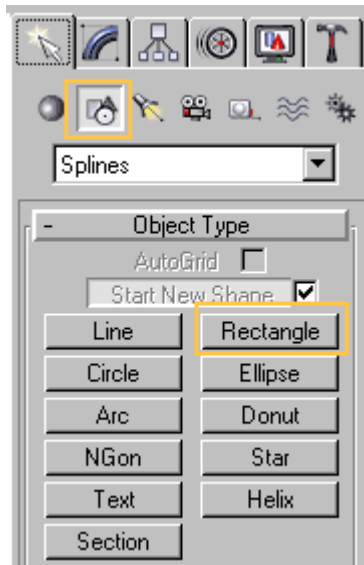 Splines
- Object Type
AutoGrid
Start New Shape
Line Rectangle
Circle Ellipse
Arc Donut
NGon Star
Text Helix
Section